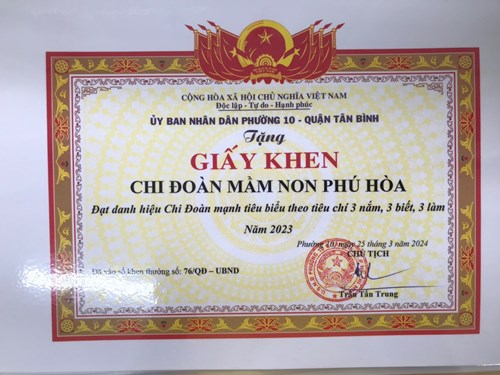 CỘNG HÒA XÃ HỘI CHỦ NGHĨA VIỆT NAM
Độc lập - Tự do - Hạnh phúc
ỦY BAN NHÂN DÂN PHƯỜNG 10 - QUẬN TÂN BÌNH
Tặng
GIẤY KHEN
CHI ĐOÀN MẦM NON PHÚ HÒA
Đạt danh hiệu Chi Đoàn mạnh tiêu biểu theo tiêu chí 3 nắm, 3 biết, 3 làm
Năm 2023
Phường 10, ngày 25 tháng 3 năm 2024
CHỦ TỊCH
Đã vào sổ khen thưởng số: 76/QĐ – UBND
Trần Tấn Trung